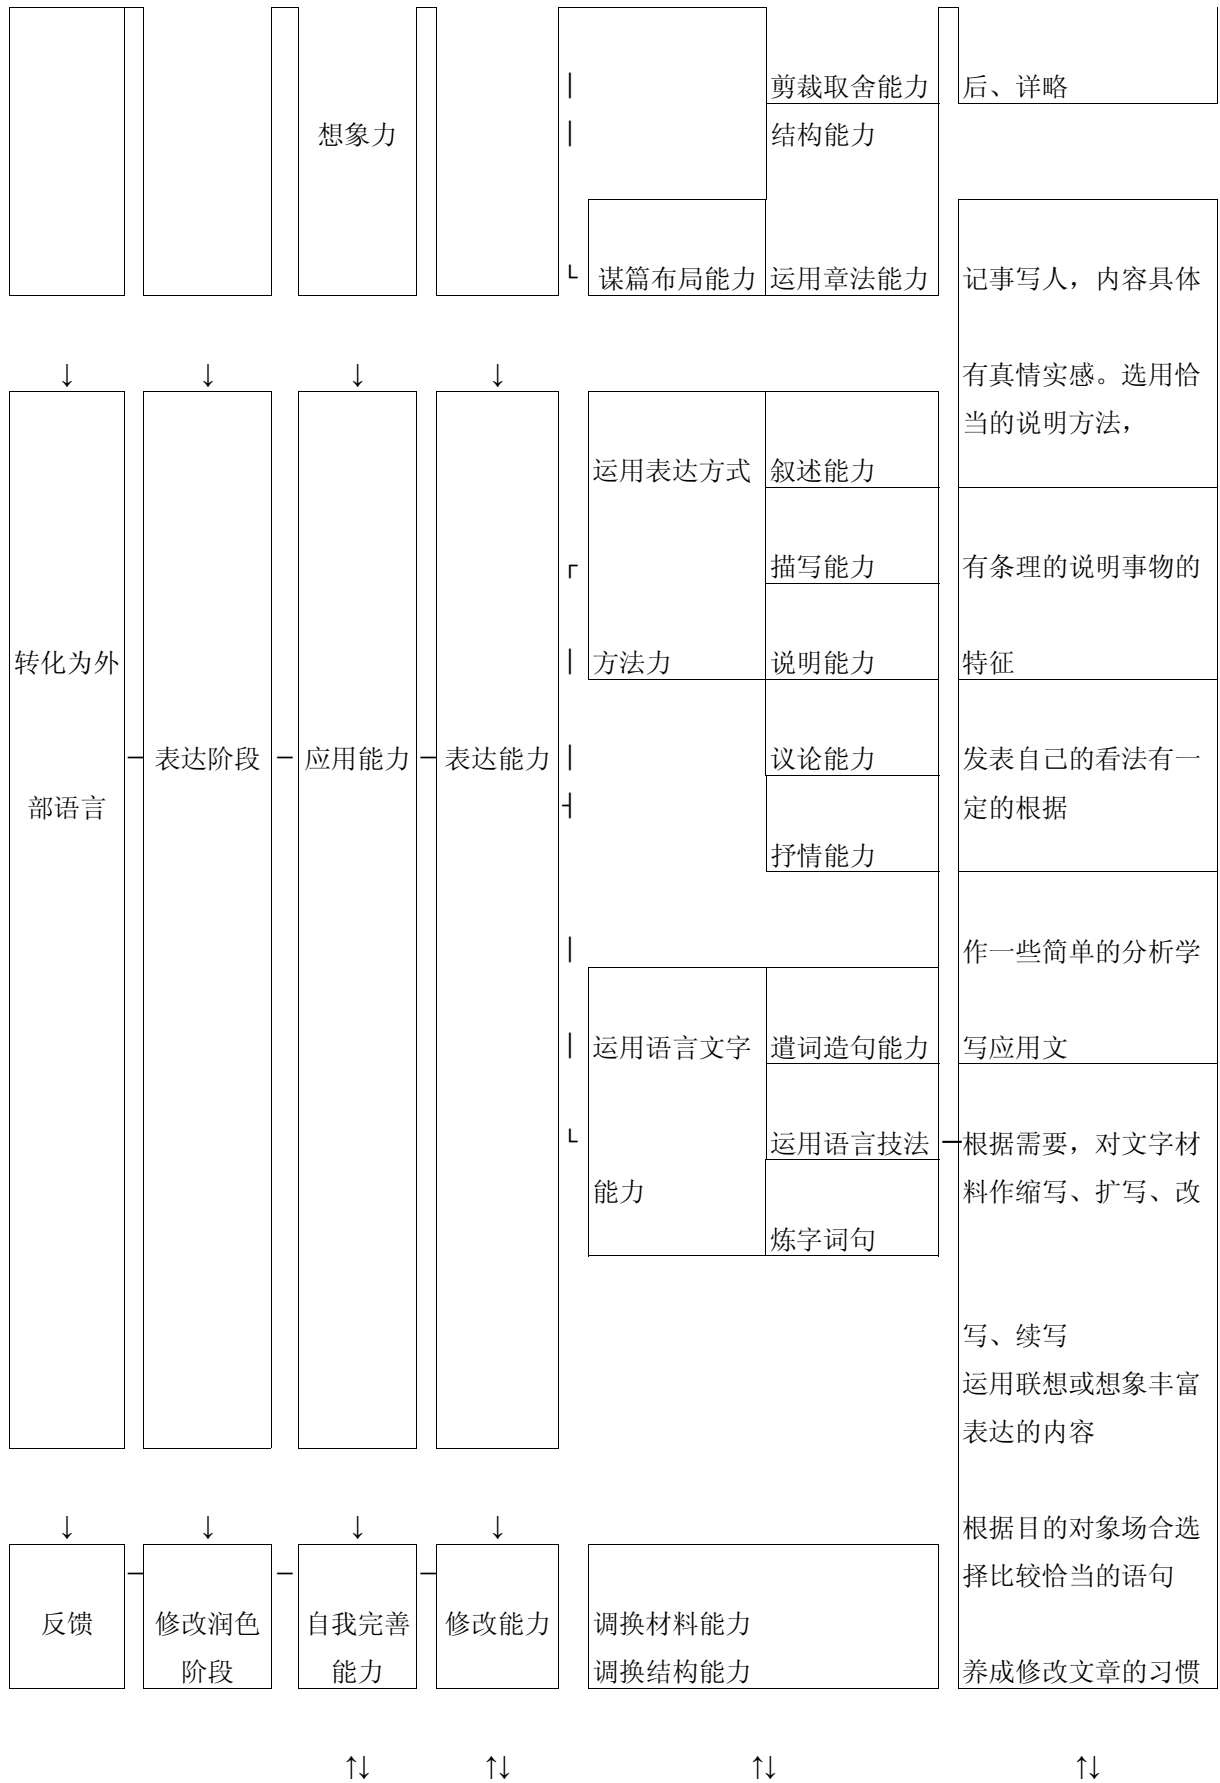 剪裁取舍能力 后、详略
想象力 结构能力
谋篇布局能力 运用章法能力 记事写人，内容具体
↓ ↓ ↓ ↓ 有真情实感。选用恰
当的说明方法，
运用表达方式 叙述能力
描写能力 有条理的说明事物的
转化为外 方法力 说明能力 特征
表达阶段 应用能力 表达能力 议论能力 发表自己的看法有一
部语言 定的根据
抒情能力
作一些简单的分析学
运用语言文字 遣词造句能力 写应用文
运用语言技法 根据需要，对文字材
能力 料作缩写、扩写、改
炼字词句
写、续写
运用联想或想象丰富
表达的内容
↓ ↓ ↓ ↓ 根据目的对象场合选
择比较恰当的语句
反馈 修改润色 自我完善 修改能力 调换材料能力
阶段 能力 调换结构能力 养成修改文章的习惯
↑↓ ↑↓ ↑↓ ↑↓